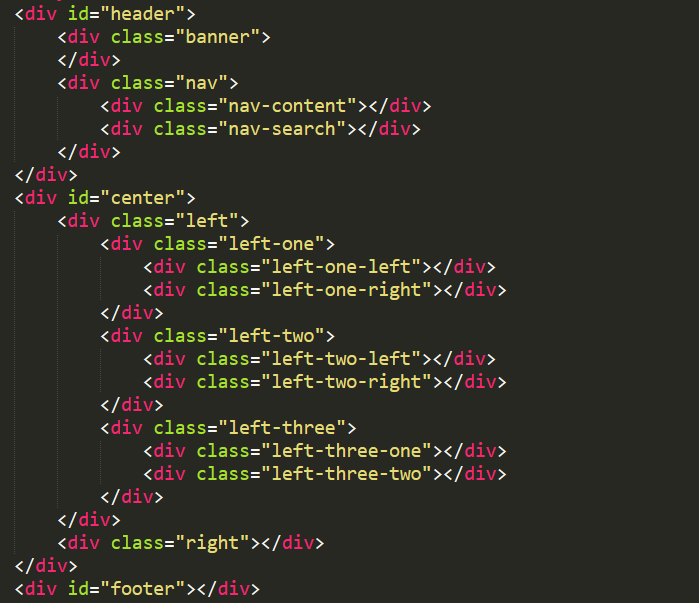 <div id="header">
    <div class="banner">
    </div>
    <div class="nav">
        <div class="nav-content"></div>
        <div class="nav-search"></div>
    </div>
</div>
<div id="center">
    <div class="left">
        <div class="left-one">
            <div class="left-one-left"></div>
            <div class="left-one-right"></div>
        </div>
        <div class="left-two">
            <div class="left-two-left"></div>
            <div class="left-two-right"></div>
        </div>
        <div class="left-three">
            <div class="left-three-one"></div>
            <div class="left-three-two"></div>
        </div>
    </div>
    <div class="right"></div>
</div>
<div id="footer"></div>